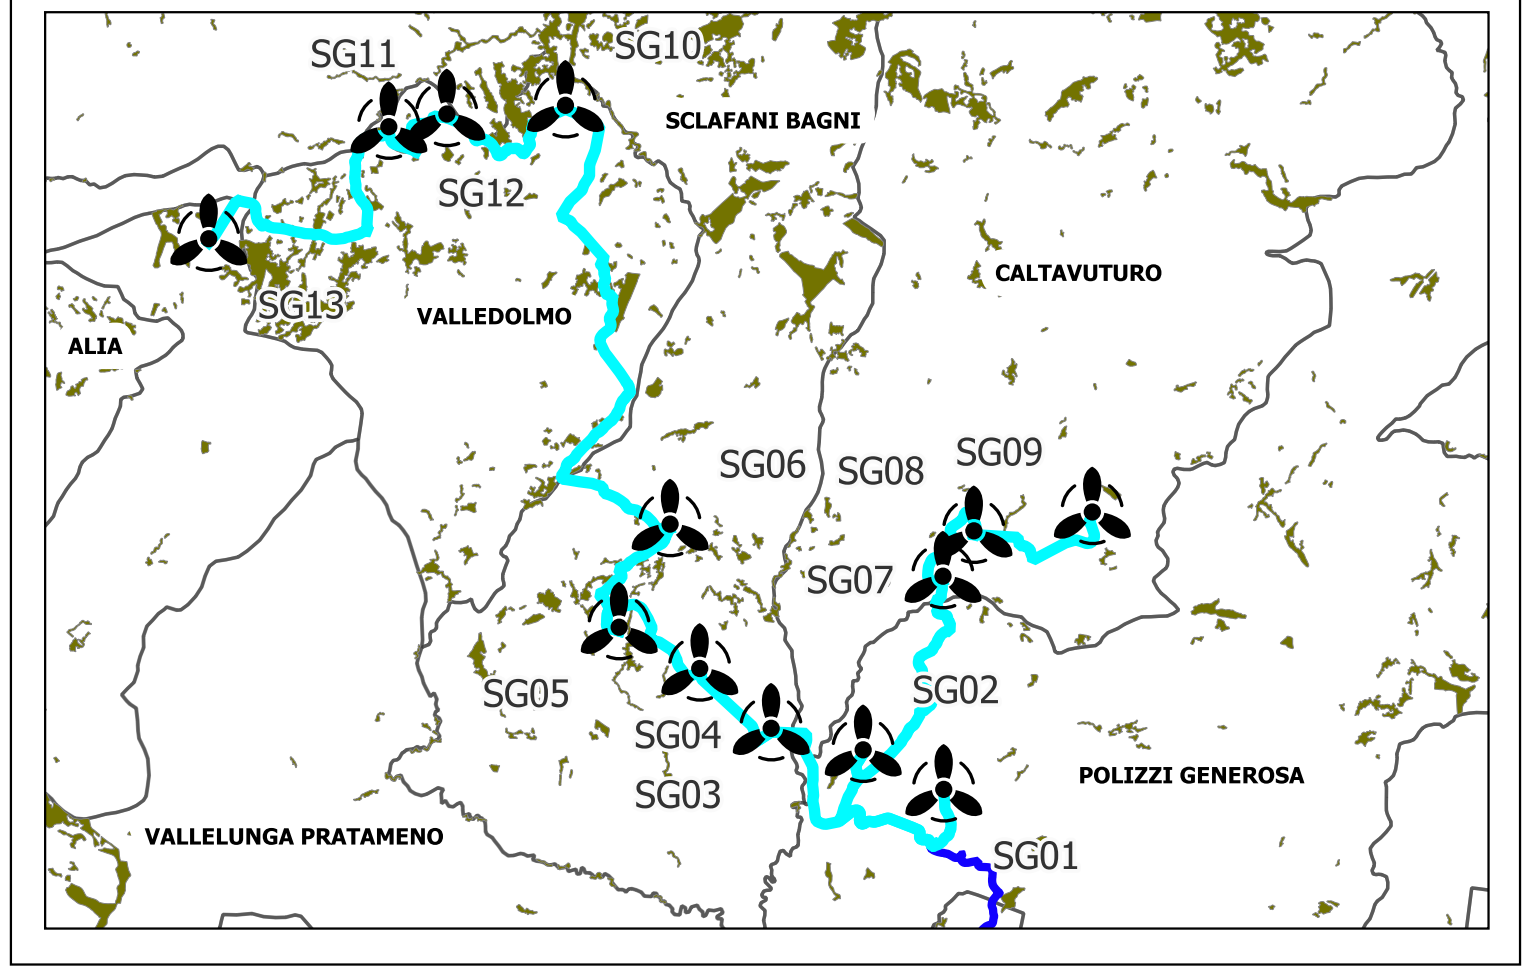 SG10
SG11
SCLAFANI BAGNI
SG12
CALTAVUTURO
SG13
VALLEDOLMO
ALIA
SG09
SG06
SG08
SG07
SG02
SG05
SG04
POLIZZI GENEROSA
SG03
VALLELUNGA PRATAMENO
SG01